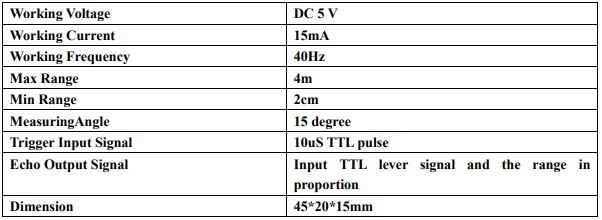 Working Voltage DC 5 V
Working Current 15mA
Working Frequency 40Hz
Max Range 4m
Min Range 2cm
MeasuringAngle 15 degree
Trigger Input Signal 10uS TTL pulse
Echo Output Signal Input TTL lever signal and the range in
proportion
Dimension 45*20*15mm